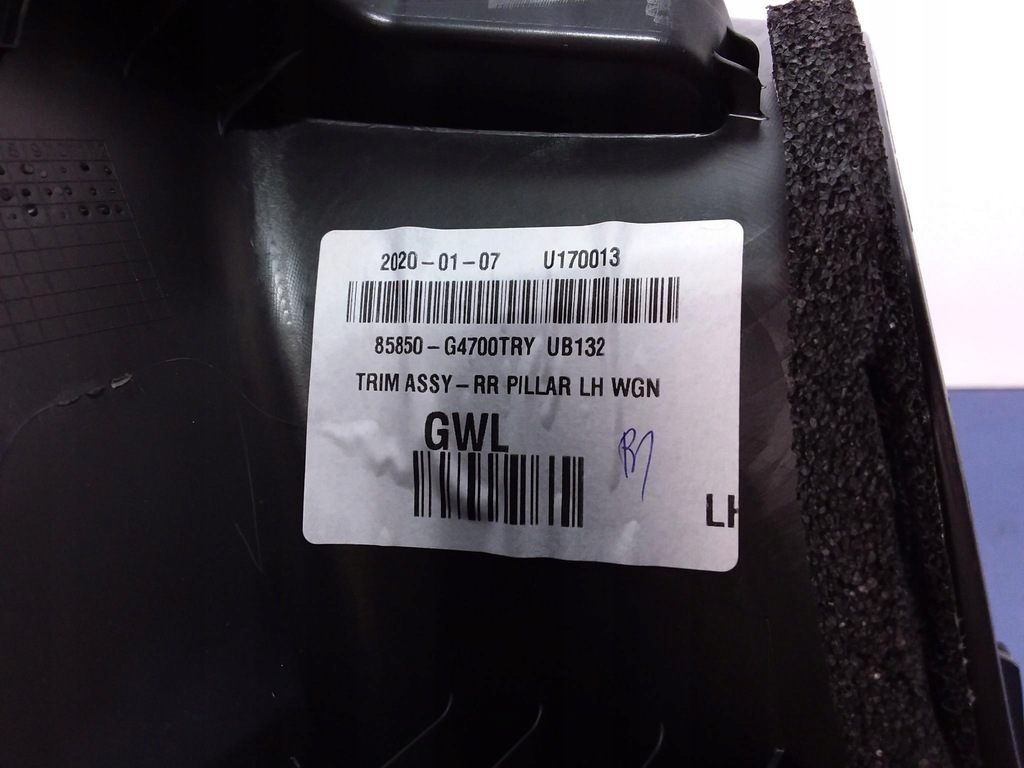 2020-01-07 U170013
85850-G4700TRY UB132
TRIM ASSY-RR PILLAR LH WGN
GWL
LH